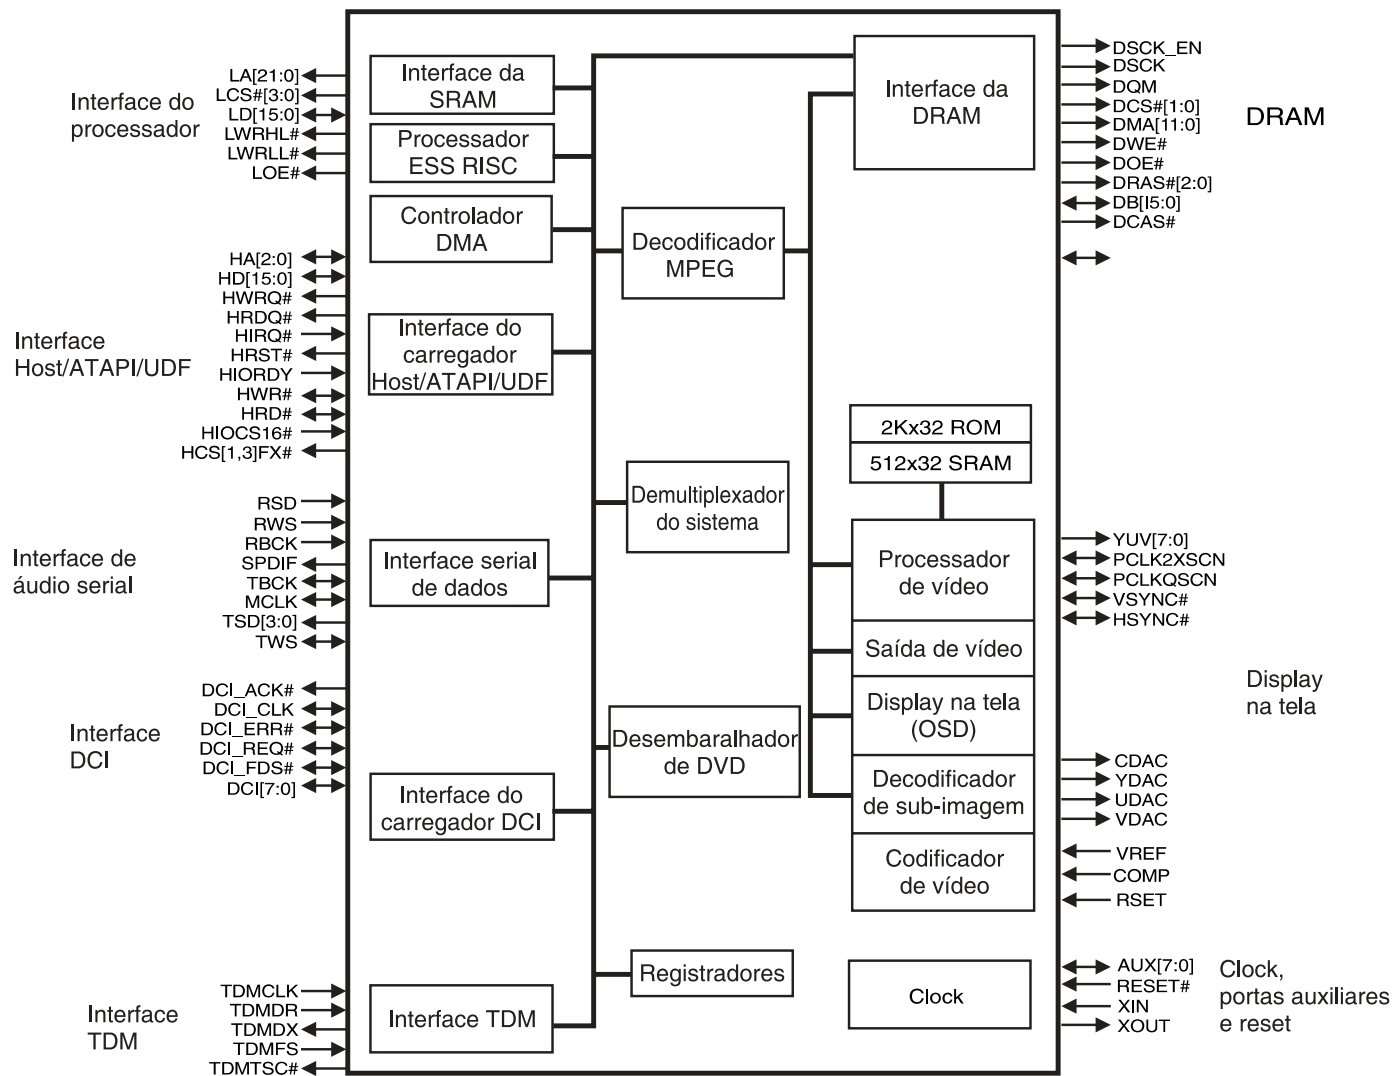 Interface do
processador
LA[21:0]
LCS#[3:0]
LD[15:0]
LWRHL#
LWRLL#
LOE#
Interface
Host/ATAPI/UDF
HA[2:0]
HD[15:0]
HWRQ#
HRDQ#
HIRQ#
HRST#
HIORDY
HWR#
HRD#
HIOCS16#
HCS[1,3]FX#
Interface de
áudio serial
RSD
RWS
RBCK
SPDIF
TBCK
MCLK
TSD[3:0]
TWS
Interface
DCI
DCI_ACK#
DCI_CLK
DCI_ERR#
DCI_REQ#
DCI_FDS#
DCI[7:0]
Interface
TDM
TDMCLK
TDMDR
TDMDX
TDMFS
TDMTSC#
Interface da
SRAM
Processador
ESS RISC
Controlador
DMA
Interface do
carregador
Host/ATAPI/UDF
Interface serial
de dados
Interface do
carregador DCI
Interface TDM
Decodificador
MPEG
Demultiplexador
do sistema
Desembaralhador
de DVD
Registradores
Interface da
DRAM
2Kx32 ROM
512x32 SRAM
Processador
de vídeo
Saída de vídeo
Display na tela
(OSD)
Decodificador
de sub-imagem
Codificador
de vídeo
Clock
DSCK_EN
DSCK
DQM
DCS#[1:0]
DMA[11:0]
DWE#
DOE#
DRAS#[2:0]
DB[I5:0]
DCAS#
DRAM
YUV[7:0]
PCLK2XSCN
PCLKQSCN
VSYNC#
HSYNC#
Display
na tela
CDAC
YDAC
UDAC
VDAC
VREF
COMP
RSET
AUX[7:0]
RESET#
XIN
XOUT
Clock,
portas auxiliares
e reset